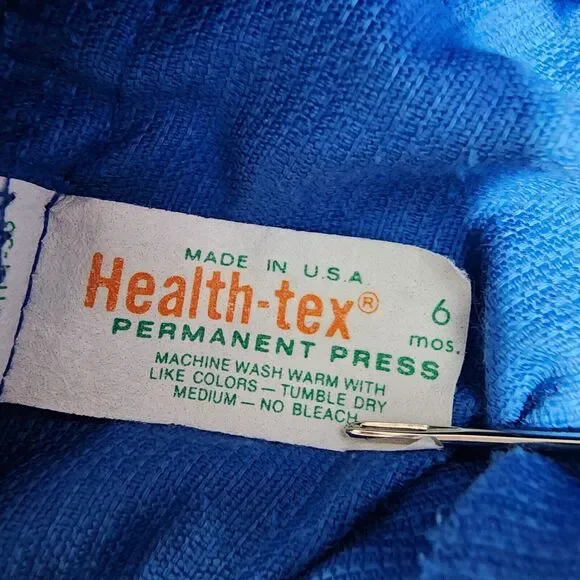 MADE IN U.S.A
Health-tex®
6
mos.
PERMANENT PRESS
MACHINE WASH WARM WITH
LIKE COLORS — TUMBLE DRY
MEDIUM — NO BLEACH